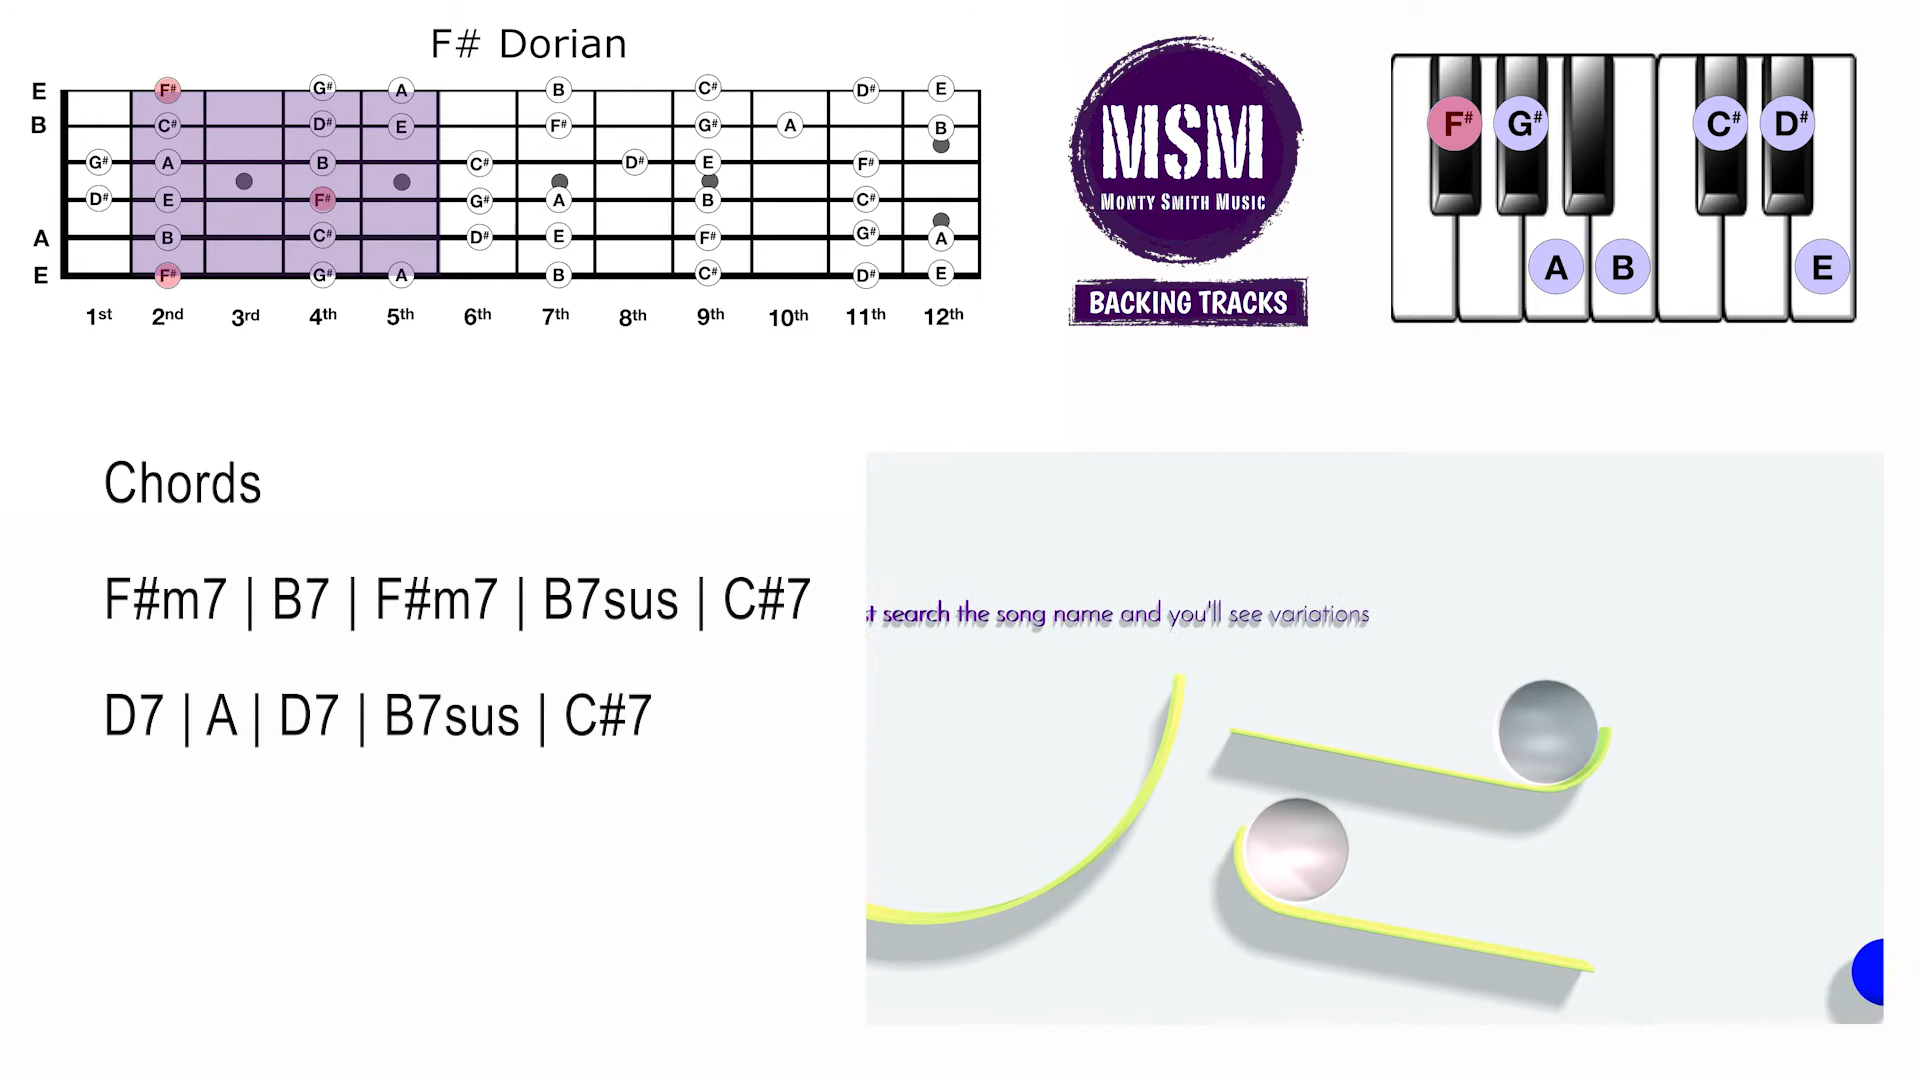 F# Dorian
E F# G# A B C# D# E
B C# D# E F# G# A B
G# A B C# D# E F#
D# E F# G# A B C#
A B C# D# E F# G# A
E F# G# A B C# D# E
1st 2nd 3rd 4th 5th 6th 7th 8th 9th 10th 11th 12th
MSM
Monty Smith Music
BACKING TRACKS
F# G# C# D#
A B E
Chords
F#m7 | B7 | F#m7 | B7sus | C#7
D7 | A | D7 | B7sus | C#7
search the song name and you'll see variations